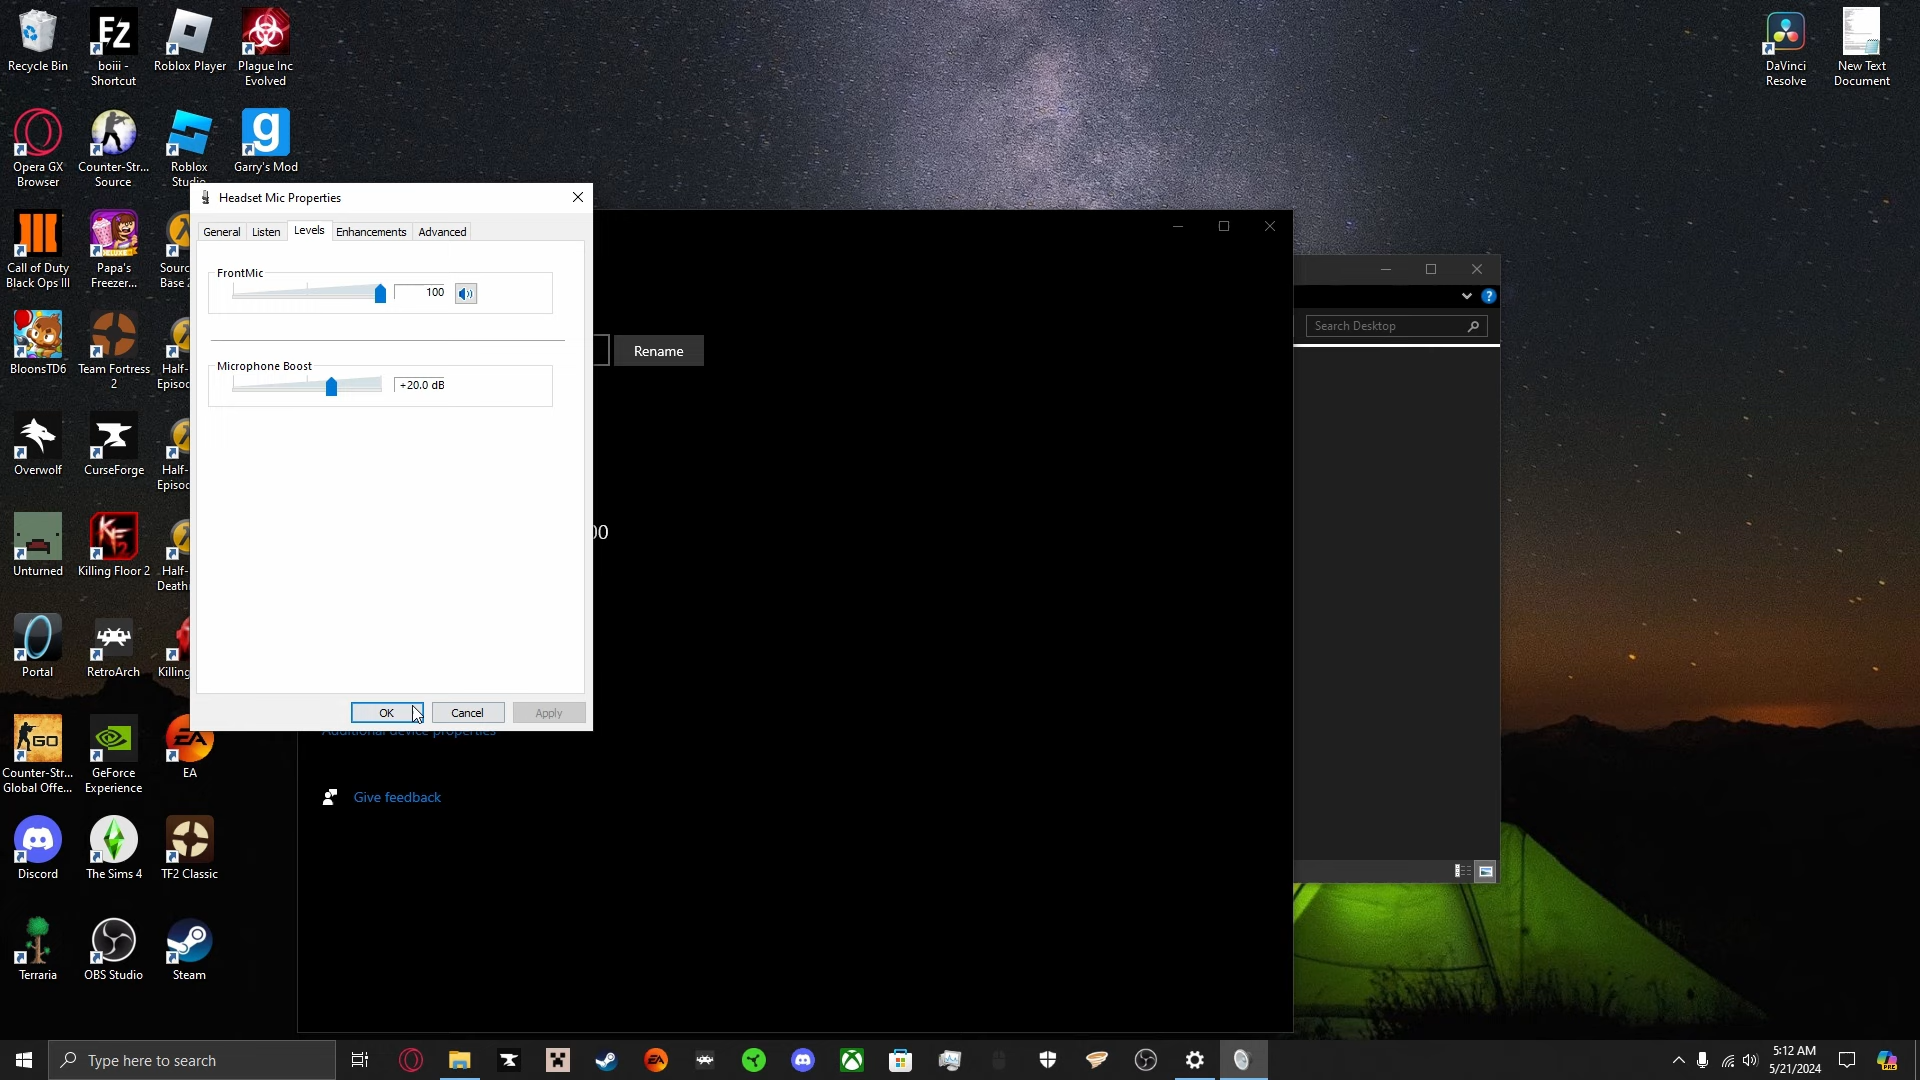 Recycle Bin
boiii -
Shortcut
Roblox Player
Plague Inc
Evolved
DaVinci
Resolve
New Text
Document
Opera GX
Browser
Counter-Str...
Source
Roblox
Studio
Garry's Mod
Headset Mic Properties
General
Listen
Levels
Enhancements
Advanced
Call of Duty
Black Ops III
Papa's
Freezer...
Sourc
Base
FrontMic
100
Search Desktop
BloonsTD6
Team Fortress
2
Half-
Episoc
Rename
Microphone Boost
+20.0 dB
Overwolf
CurseForge
Half-
Episoc
00
Unturned
Killing Floor 2
Half-
Death
Portal
RetroArch
Killing
OK
Cancel
Apply
Additional device properties
Counter-Str...
Global Offe...
GeForce
Experience
EA
Give feedback
Discord
The Sims 4
TF2 Classic
Terraria
OBS Studio
Steam
Type here to search
5:12 AM
5/21/2024